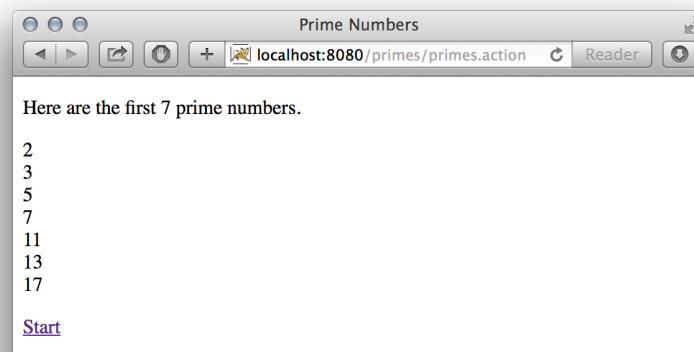 Prime Numbers
localhost:8080/primes/primes.action
Reader
Here are the first 7 prime numbers.
2
3
5
7
11
13
17
Start